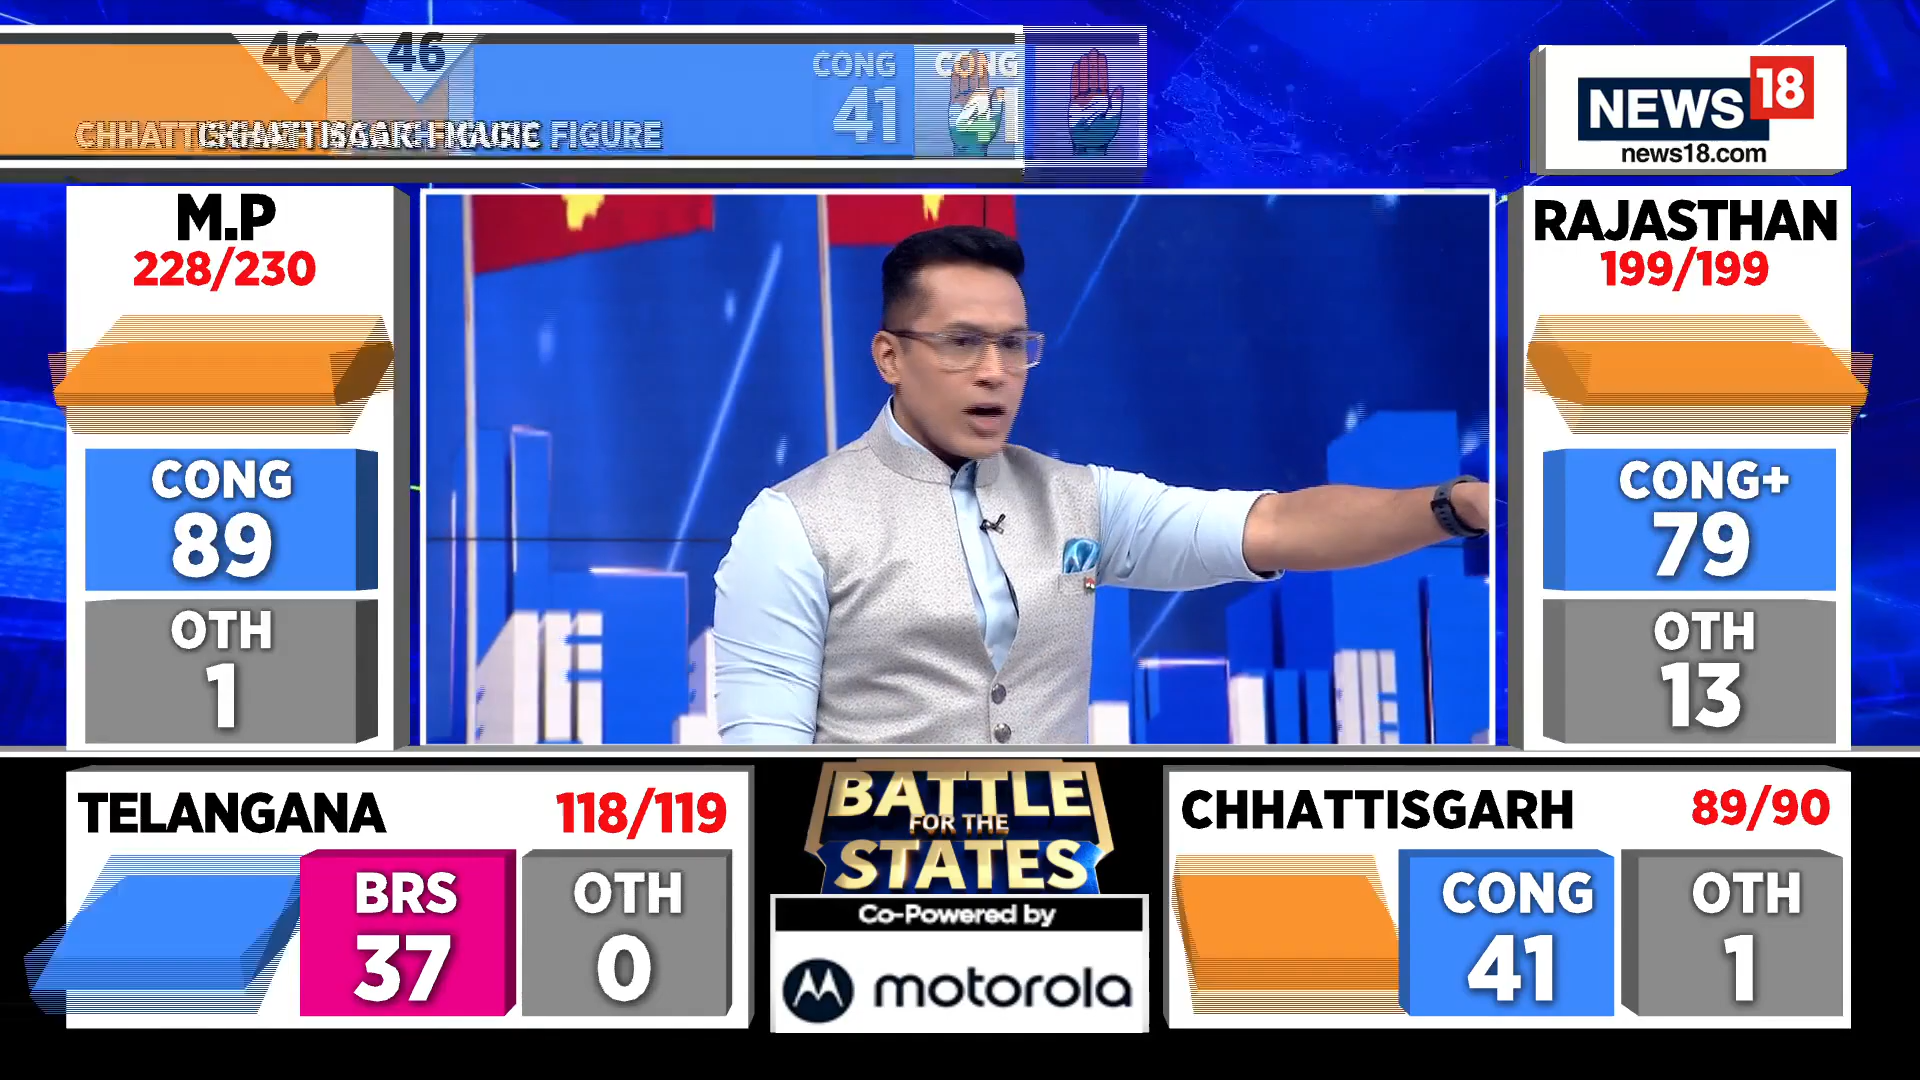 46 46
CONG
41
CONG
41
CHHATTISGARH MAGIC FIGURE
NEWS 18
news18.com
M.P
228/230
CONG
89
OTH
1
RAJASTHAN
199/199
CONG+
79
OTH
13
TELANGANA 118/119
BRS
37
OTH
0
BATTLE
FOR THE
STATES
Co-Powered by
motorola
CHHATTISGARH 89/90
CONG
41
OTH
1